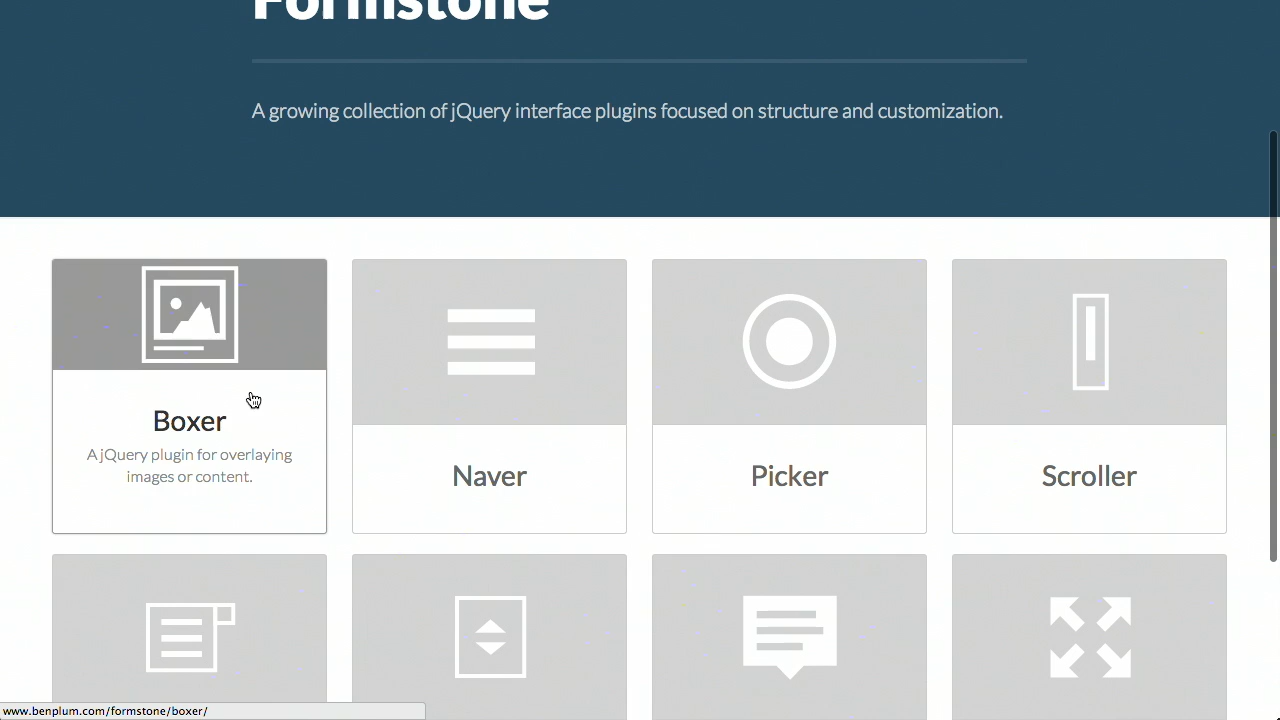 Formstone
A growing collection of jQuery interface plugins focused on structure and customization.
Boxer
A jQuery plugin for overlaying
images or content.
Naver
Picker
Scroller
www.benplum.com/formstone/boxer/